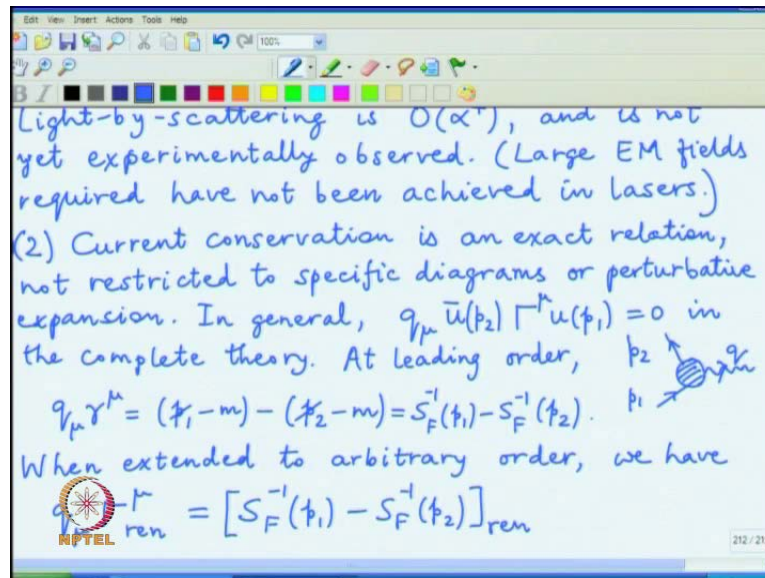 Edit View Insert Actions Tools Help
100%
B I
Light-by-scattering is O(α⁴), and is not
yet experimentally observed. (Large EM fields
required have not been achieved in lasers.)
(2) Current conservation is an exact relation,
not restricted to specific diagrams or perturbative
expansion. In general, q_μ ū(p₂) Γ^μ u(p₁) = 0 in
the complete theory. At leading order, p₂ q
q_μ γ^μ = (p̸₁-m) - (p̸₂-m) = S_F^{-1}(p₁) - S_F^{-1}(p₂). p₁
When extended to arbitrary order, we have
μ ren = [S_F^{-1}(p₁) - S_F^{-1}(p₂)]_ren
NPTEL
212 / 21